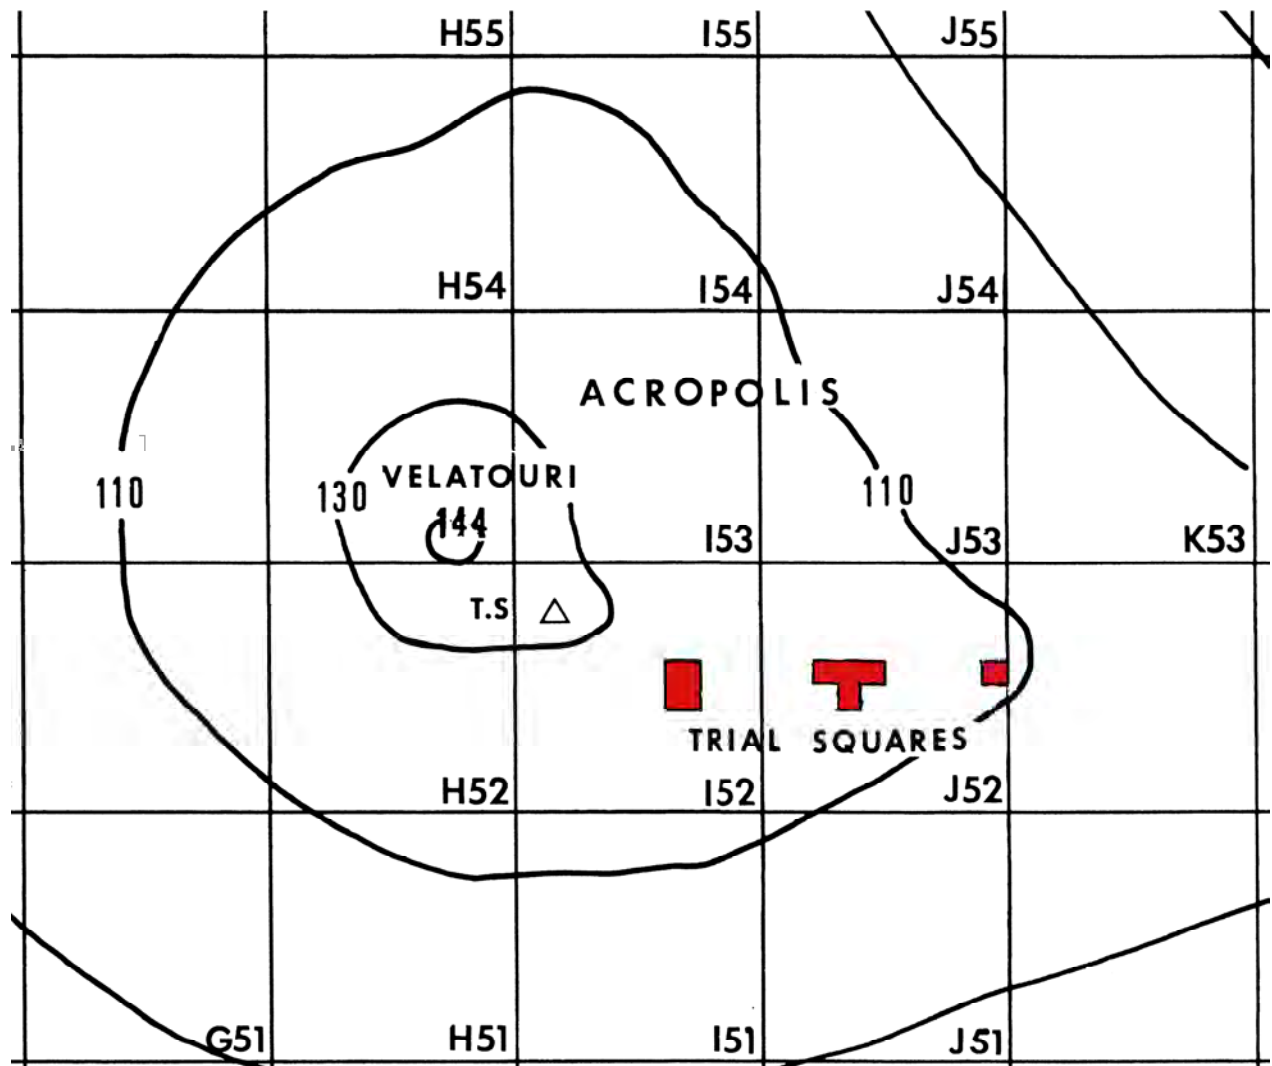 H55 I55 J55
H54 I54 J54
ACROPOLIS
VELATOURI
110 130 110
144
I53 J53 K53
T.S
TRIAL SQUARES
H52 I52 J52
G51 H51 I51 J51